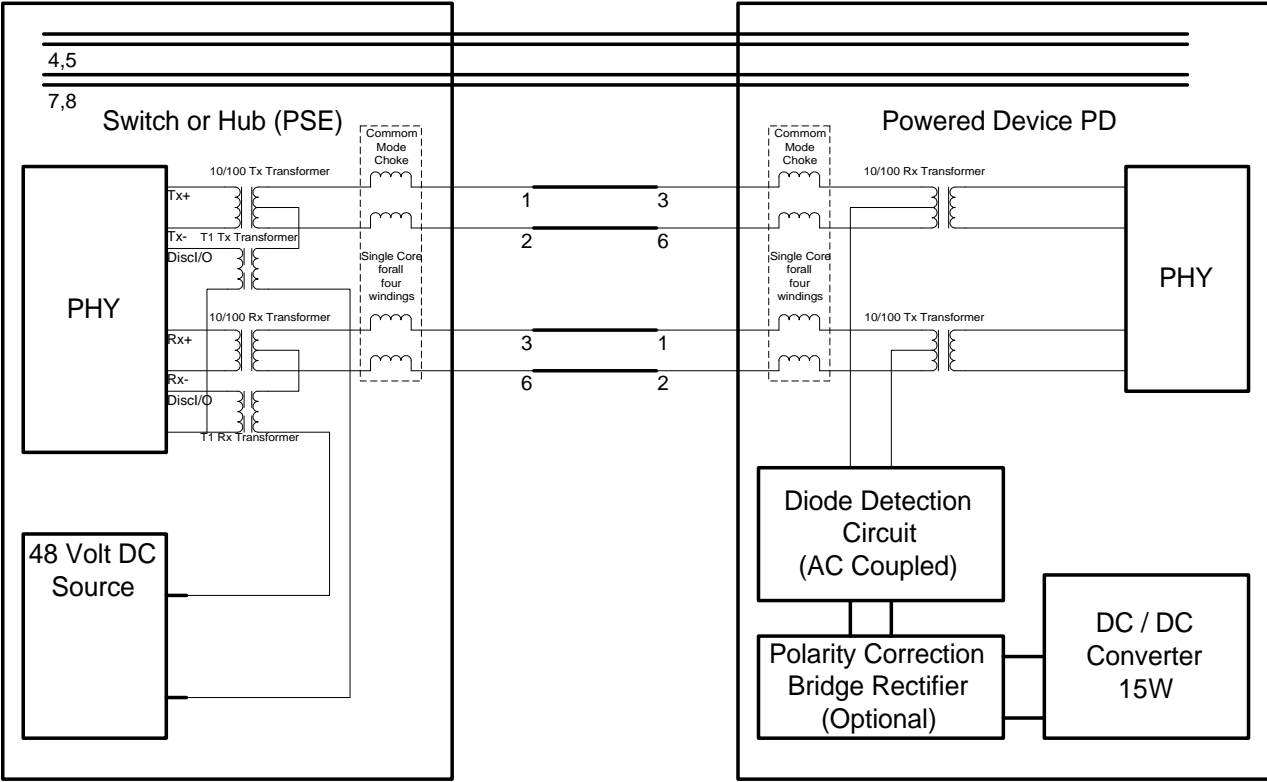 4,5
7,8
Switch or Hub (PSE)
Powered Device PD
Commom
Mode
Choke
Commom
Mode
Choke
10/100 Tx Transformer
10/100 Rx Transformer
Tx+
1
3
Tx-
T1 Tx Transformer
2
6
DiscI/O
Single Core
forall
four
windings
Single Core
forall
four
windings
PHY
PHY
10/100 Rx Transformer
10/100 Tx Transformer
Rx+
3
1
Rx-
6
2
DiscI/O
T1 Rx Transformer
48 Volt DC
Source
Diode Detection
Circuit
(AC Coupled)
Polarity Correction
Bridge Rectifier
(Optional)
DC / DC
Converter
15W